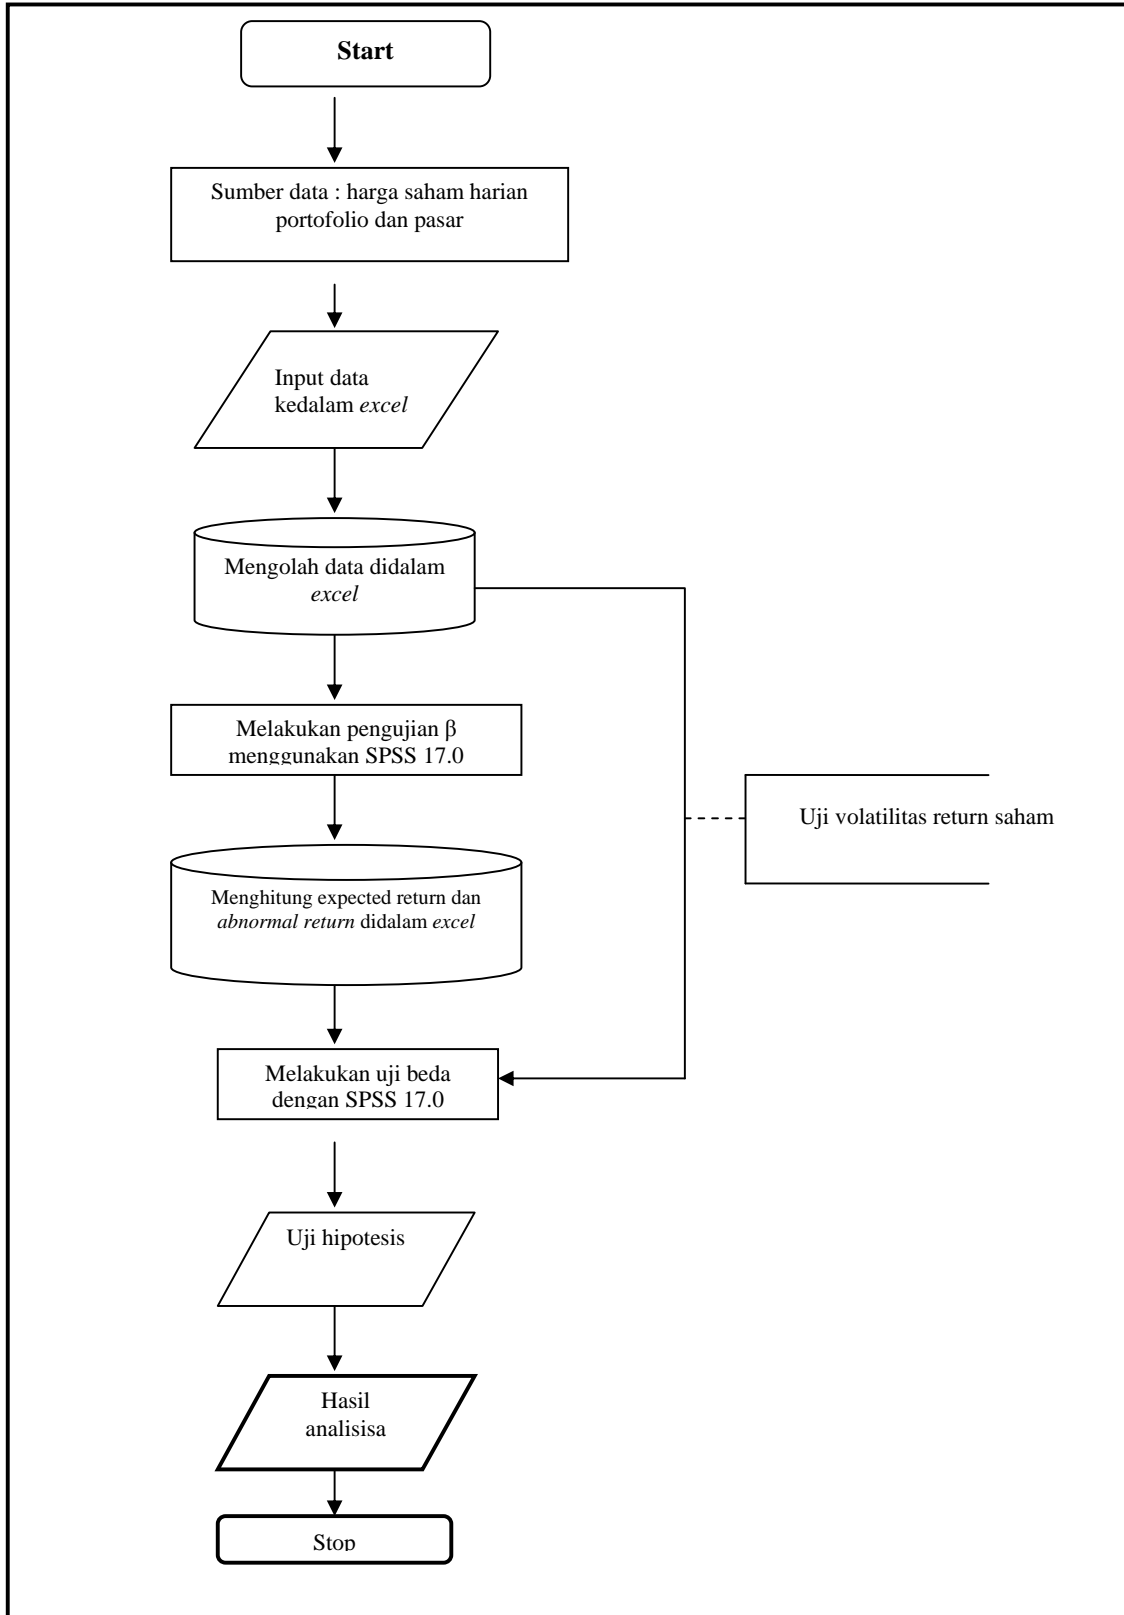 Start
Sumber data : harga saham harian
portofolio dan pasar
Input data
kedalam excel
Mengolah data didalam
excel
Melakukan pengujian β
menggunakan SPSS 17.0
Uji volatilitas return saham
Menghitung expected return dan
abnormal return didalam excel
Melakukan uji beda
dengan SPSS 17.0
Uji hipotesis
Hasil
analisisa
Stop